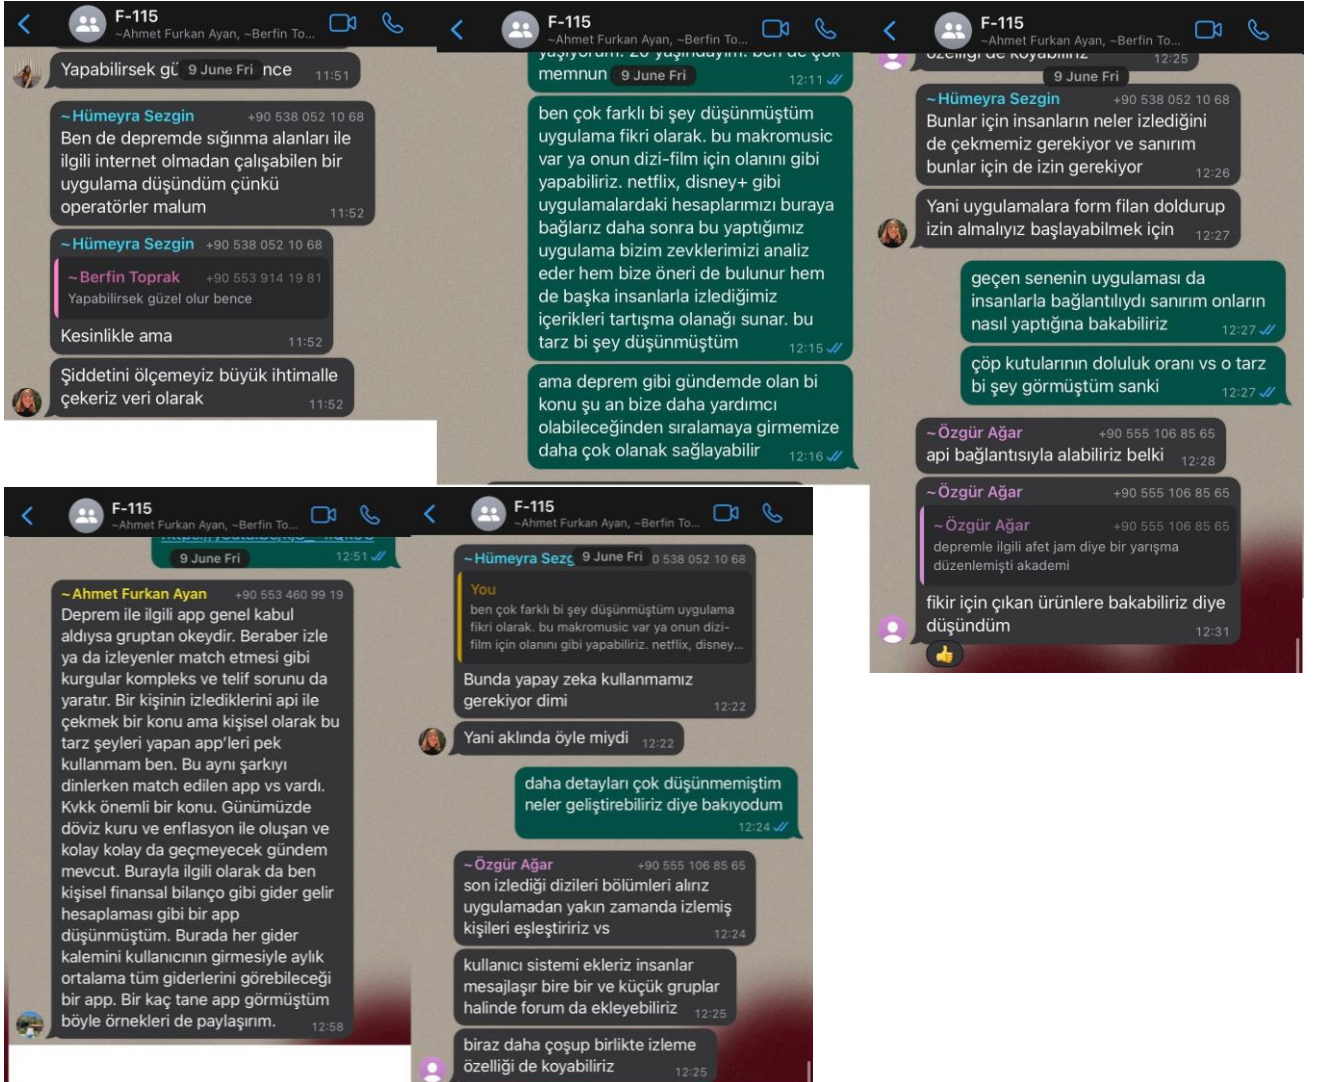 F-115
~Ahmet Furkan Ayan, ~Berfin To...
Yapabilirsek gü
9 June Fri
nce
11:51
~Hümeyra Sezgin +90 538 052 10 68
Ben de depremde sığınma alanları ile
ilgili internet olmadan çalışabilen bir
uygulama düşündüm çünkü
operatörler malum
11:52
~Hümeyra Sezgin +90 538 052 10 68
~Berfin Toprak +90 553 914 19 81
Yapabilirsek güzel olur bence
Kesinlikle ama
11:52
Şiddetini ölçemeyiz büyük ihtimalle
çekeriz veri olarak
11:52
F-115
~Ahmet Furkan Ayan, ~Berfin To...
yaşıyorum. 20 yaşındayım. ben de çok
memnun
9 June Fri
12:11
ben çok farklı bi şey düşünmüştüm
uygulama fikri olarak. bu makromusic
var ya onun dizi-film için olanını gibi
yapabiliriz. netflix, disney+ gibi
uygulamalardaki hesaplarımızı buraya
bağlarız daha sonra bu yaptığımız
uygulama bizim zevklerimizi analiz
eder hem bize öneri de bulunur hem
de başka insanlarla izlediğimiz
içerikleri tartışma olanağı sunar. bu
tarz bi şey düşünmüştüm
12:15
ama deprem gibi gündemde olan bi
konu şu an bize daha yardımcı
olabileceğinden sıralamaya girmemize
daha çok olanak sağlayabilir
12:16
F-115
~Ahmet Furkan Ayan, ~Berfin To...
özelliği de koyabiliriz
12:25
9 June Fri
~Hümeyra Sezgin +90 538 052 10 68
Bunlar için insanların neler izlediğini
de çekmemiz gerekiyor ve sanırım
bunlar için de izin gerekiyor
12:26
Yani uygulamalara form filan doldurup
izin almalıyız başlayabilmek için
12:27
geçen senenin uygulaması da
insanlarla bağlantılıydı sanırım onların
nasıl yaptığına bakabiliriz
12:27
çöp kutularının doluluk oranı vs o tarz
bi şey görmüştüm sanki
12:27
~Özgür Ağar +90 555 106 85 65
api bağlantısıyla alabiliriz belki
12:28
~Özgür Ağar +90 555 106 85 65
~Özgür Ağar +90 555 106 85 65
depremle ilgili afet jam diye bir yarışma
düzenlemişti akademi
fikir için çıkan ürünlere bakabiliriz diye
düşündüm
12:31
F-115
~Ahmet Furkan Ayan, ~Berfin To...
9 June Fri
12:51
~Ahmet Furkan Ayan +90 553 460 99 19
Deprem ile ilgili app genel kabul
aldıysa gruptan okeydir. Beraber izle
ya da izleyenler match etmesi gibi
kurgular kompleks ve telif sorunu da
yaratır. Bir kişinin izlediklerini api ile
çekmek bir konu ama kişisel olarak bu
tarz şeyleri yapan app'leri pek
kullanmam ben. Bu aynı şarkıyı
dinlerken match edilen app vs vardı.
Kvkk önemli bir konu. Günümüzde
döviz kuru ve enflasyon ile oluşan ve
kolay kolay da geçmeyecek gündem
mevcut. Burayla ilgili olarak da ben
kişisel finansal bilanço gibi gider gelir
hesaplaması gibi bir app
düşünmüştüm. Burada her gider
kalemini kullanıcının girmesiyle aylık
ortalama tüm giderlerini görebileceği
bir app. Bir kaç tane app görmüştüm
böyle örnekleri de paylaşırım.
12:58
F-115
~Ahmet Furkan Ayan, ~Berfin To...
~Hümeyra Sezg
9 June Fri
0 538 052 10 68
You
ben çok farklı bi şey düşünmüştüm uygulama
fikri olarak. bu makromusic var ya onun dizi-
film için olanını gibi yapabiliriz. netflix, disney...
Bunda yapay zeka kullanmamız
gerekiyor dimi
12:22
Yani aklında öyle miydi
12:22
daha detayları çok düşünmemiştim
neler geliştirebiliriz diye bakıyodum
12:24
~Özgür Ağar +90 555 106 85 65
son izlediği dizileri bölümleri alırız
uygulamadan yakın zamanda izlemiş
kişileri eşleştiririz vs
12:24
kullanıcı sistemi ekleriz insanlar
mesajlaşır bire bir ve küçük gruplar
halinde forum da ekleyebiliriz
12:25
biraz daha çoşup birlikte izleme
özelliği de koyabiliriz
12:25